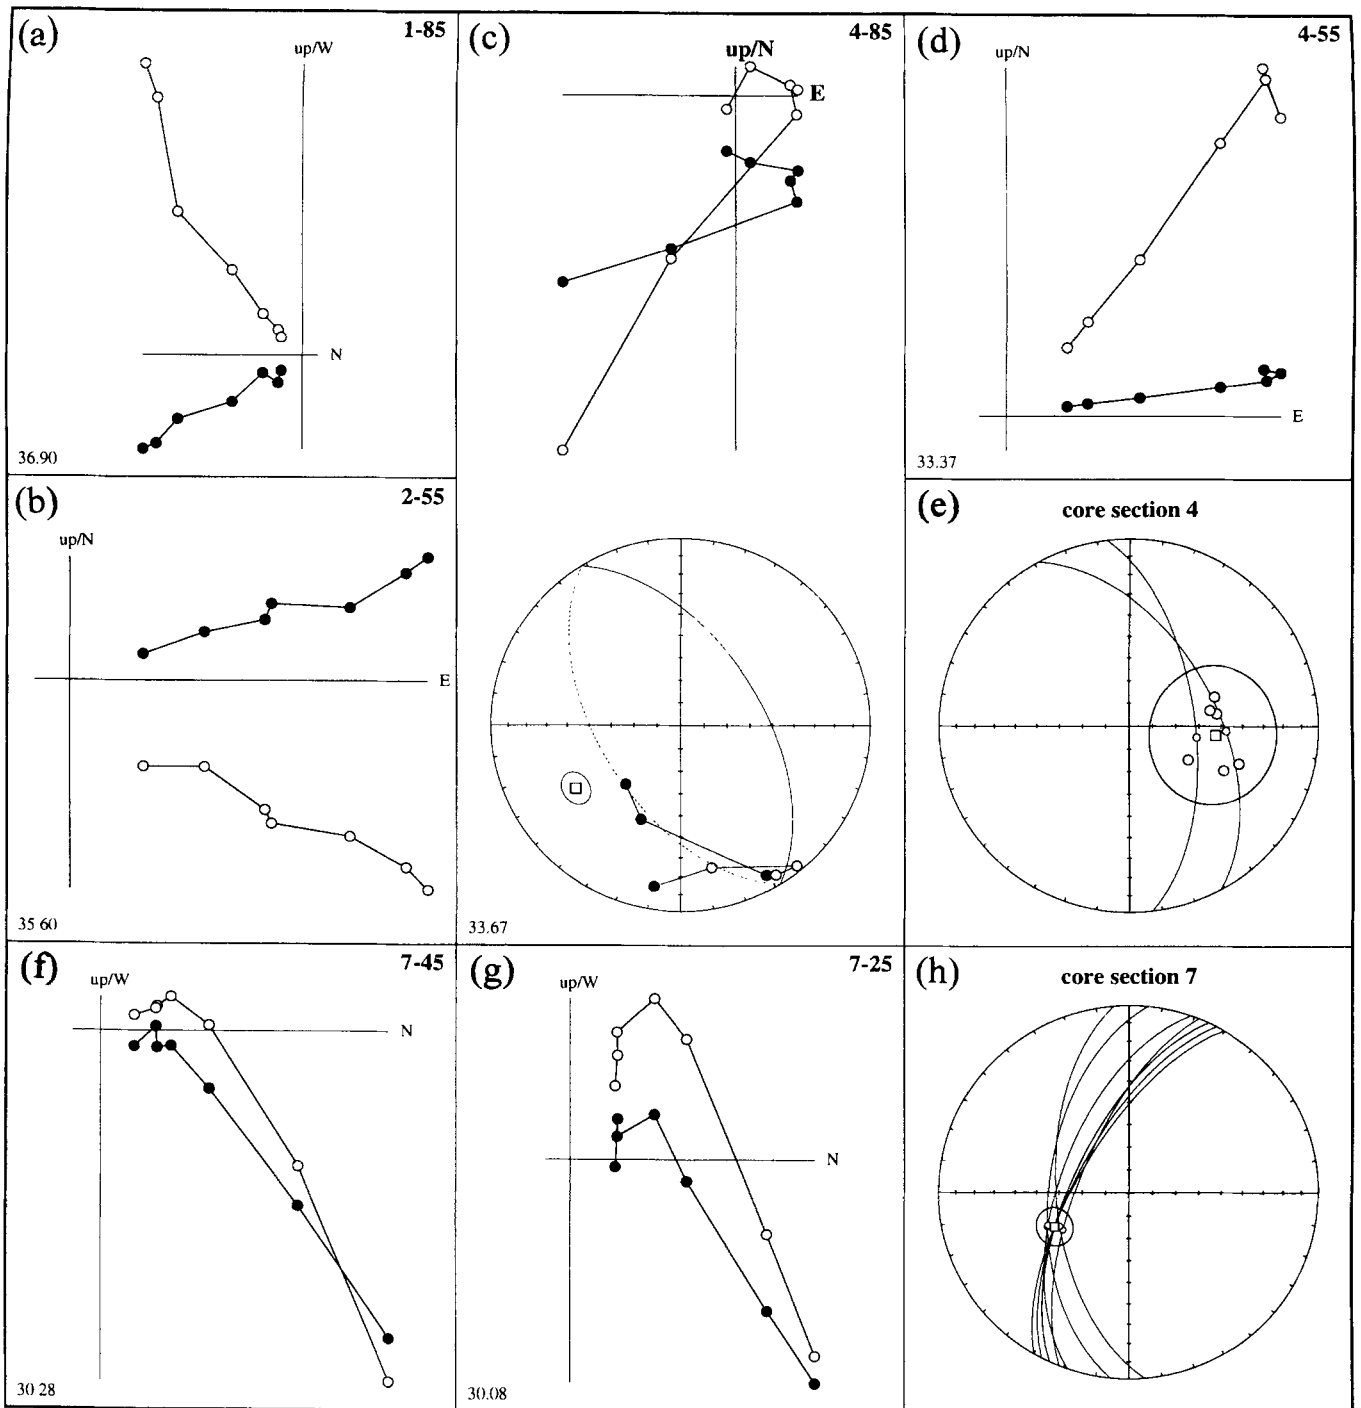 (a)
1-85
up/W
N
36.90
(b)
2-55
up/N
E
35 60
(c)
4-85
up/N
E
33.67
(d)
4-55
up/N
E
33.37
(e)
core section 4
(f)
7-45
up/W
N
30 28
(g)
7-25
up/W
N
30.08
(h)
core section 7